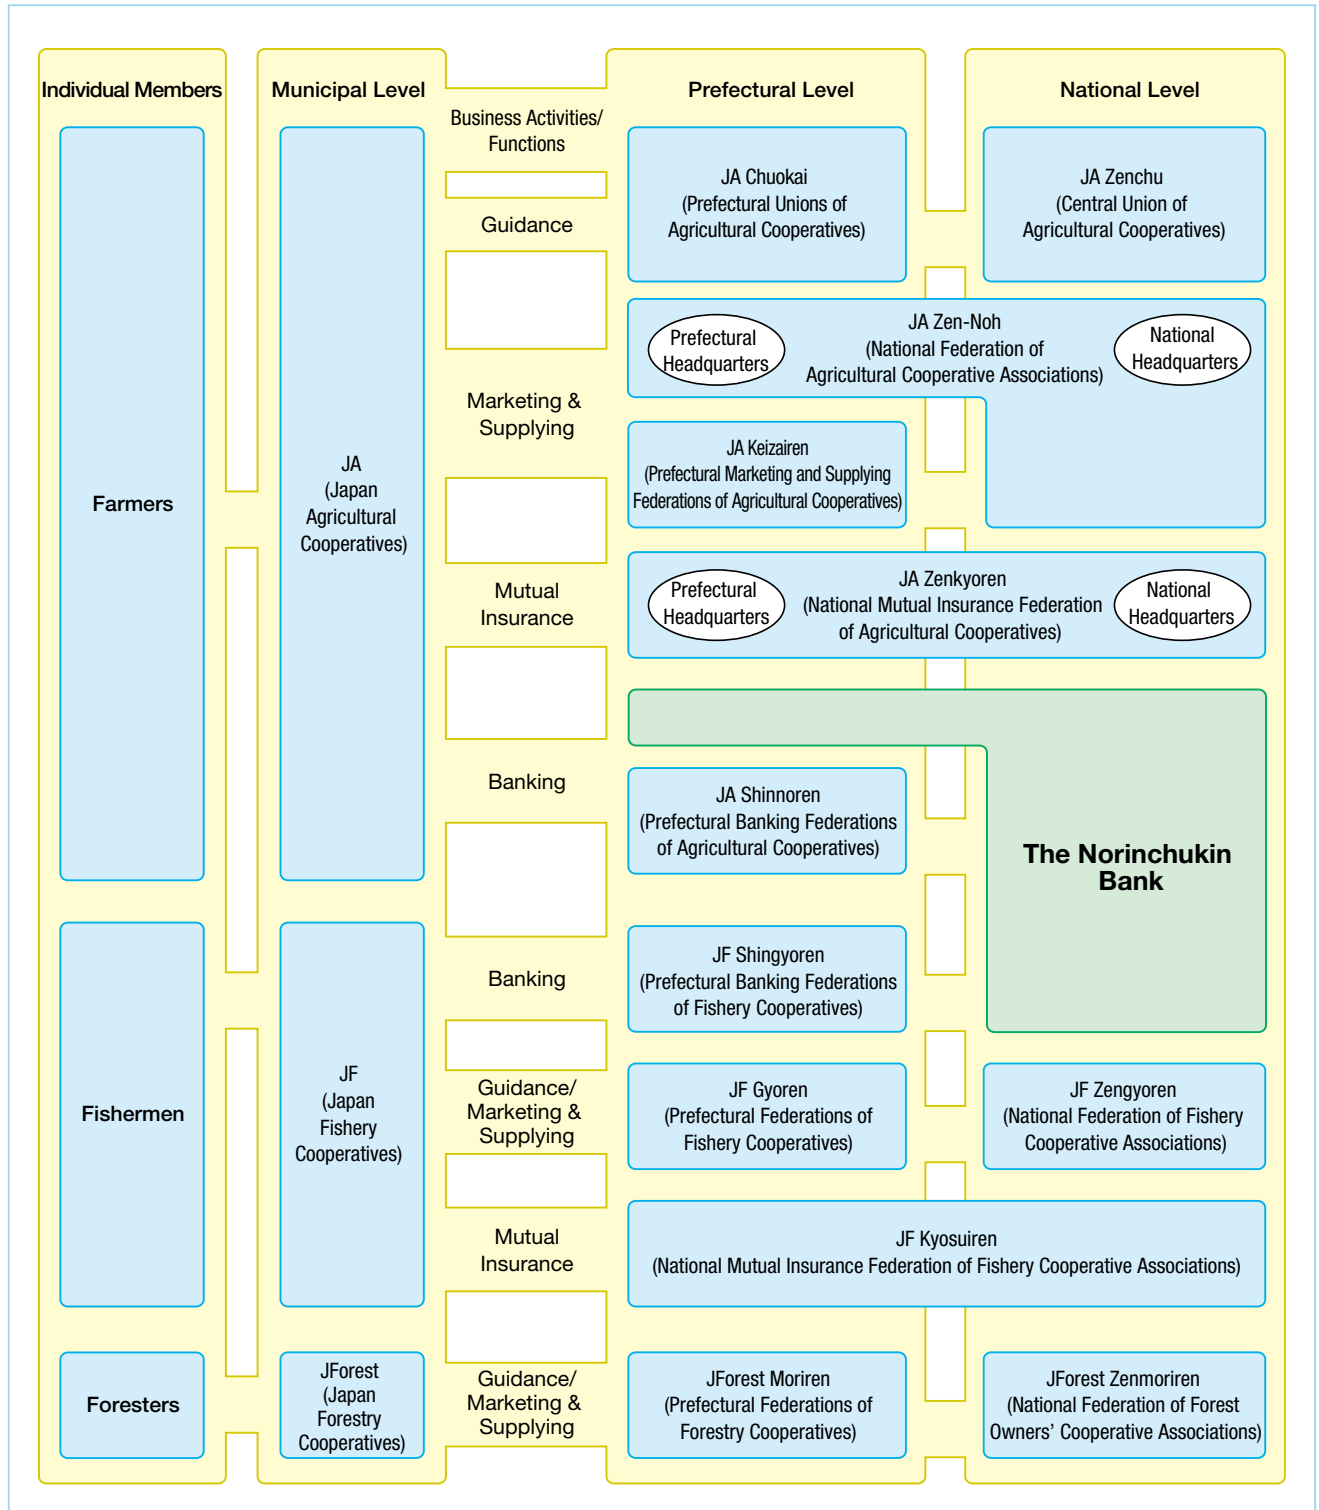 Individual Members
Municipal Level
Business Activities/
Functions
Prefectural Level
National Level
Farmers
JA
(Japan
Agricultural
Cooperatives)
Guidance
JA Chuokai
(Prefectural Unions of
Agricultural Cooperatives)
JA Zenchu
(Central Union of
Agricultural Cooperatives)
Marketing &
Supplying
Prefectural
Headquarters
JA Zen-Noh
(National Federation of
Agricultural Cooperative Associations)
National
Headquarters
JA Keizairen
(Prefectural Marketing and Supplying
Federations of Agricultural Cooperatives)
Mutual
Insurance
Prefectural
Headquarters
JA Zenkyoren
(National Mutual Insurance Federation
of Agricultural Cooperatives)
National
Headquarters
Banking
JA Shinnoren
(Prefectural Banking Federations
of Agricultural Cooperatives)
The Norinchukin
Bank
Fishermen
JF
(Japan
Fishery
Cooperatives)
Banking
JF Shingyoren
(Prefectural Banking Federations
of Fishery Cooperatives)
Guidance/
Marketing &
Supplying
JF Gyoren
(Prefectural Federations of
Fishery Cooperatives)
JF Zengyoren
(National Federation of Fishery
Cooperative Associations)
Mutual
Insurance
JF Kyosuiren
(National Mutual Insurance Federation of Fishery Cooperative Associations)
Foresters
JForest
(Japan
Forestry
Cooperatives)
Guidance/
Marketing &
Supplying
JForest Moriren
(Prefectural Federations of
Forestry Cooperatives)
JForest Zenmoriren
(National Federation of Forest
Owners’ Cooperative Associations)